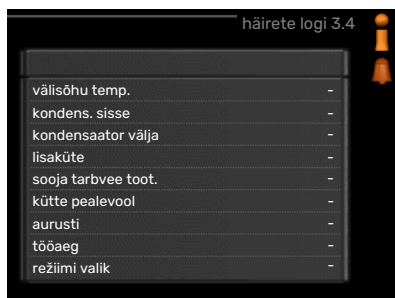 häirete logi 3.4
välisõhu temp. -
kondens. sisse -
kondensaator välja -
lisaküte -
sooja tarbvee toot. -
kütte pealevool -
aurusti -
tööaeg -
režiimi valik -